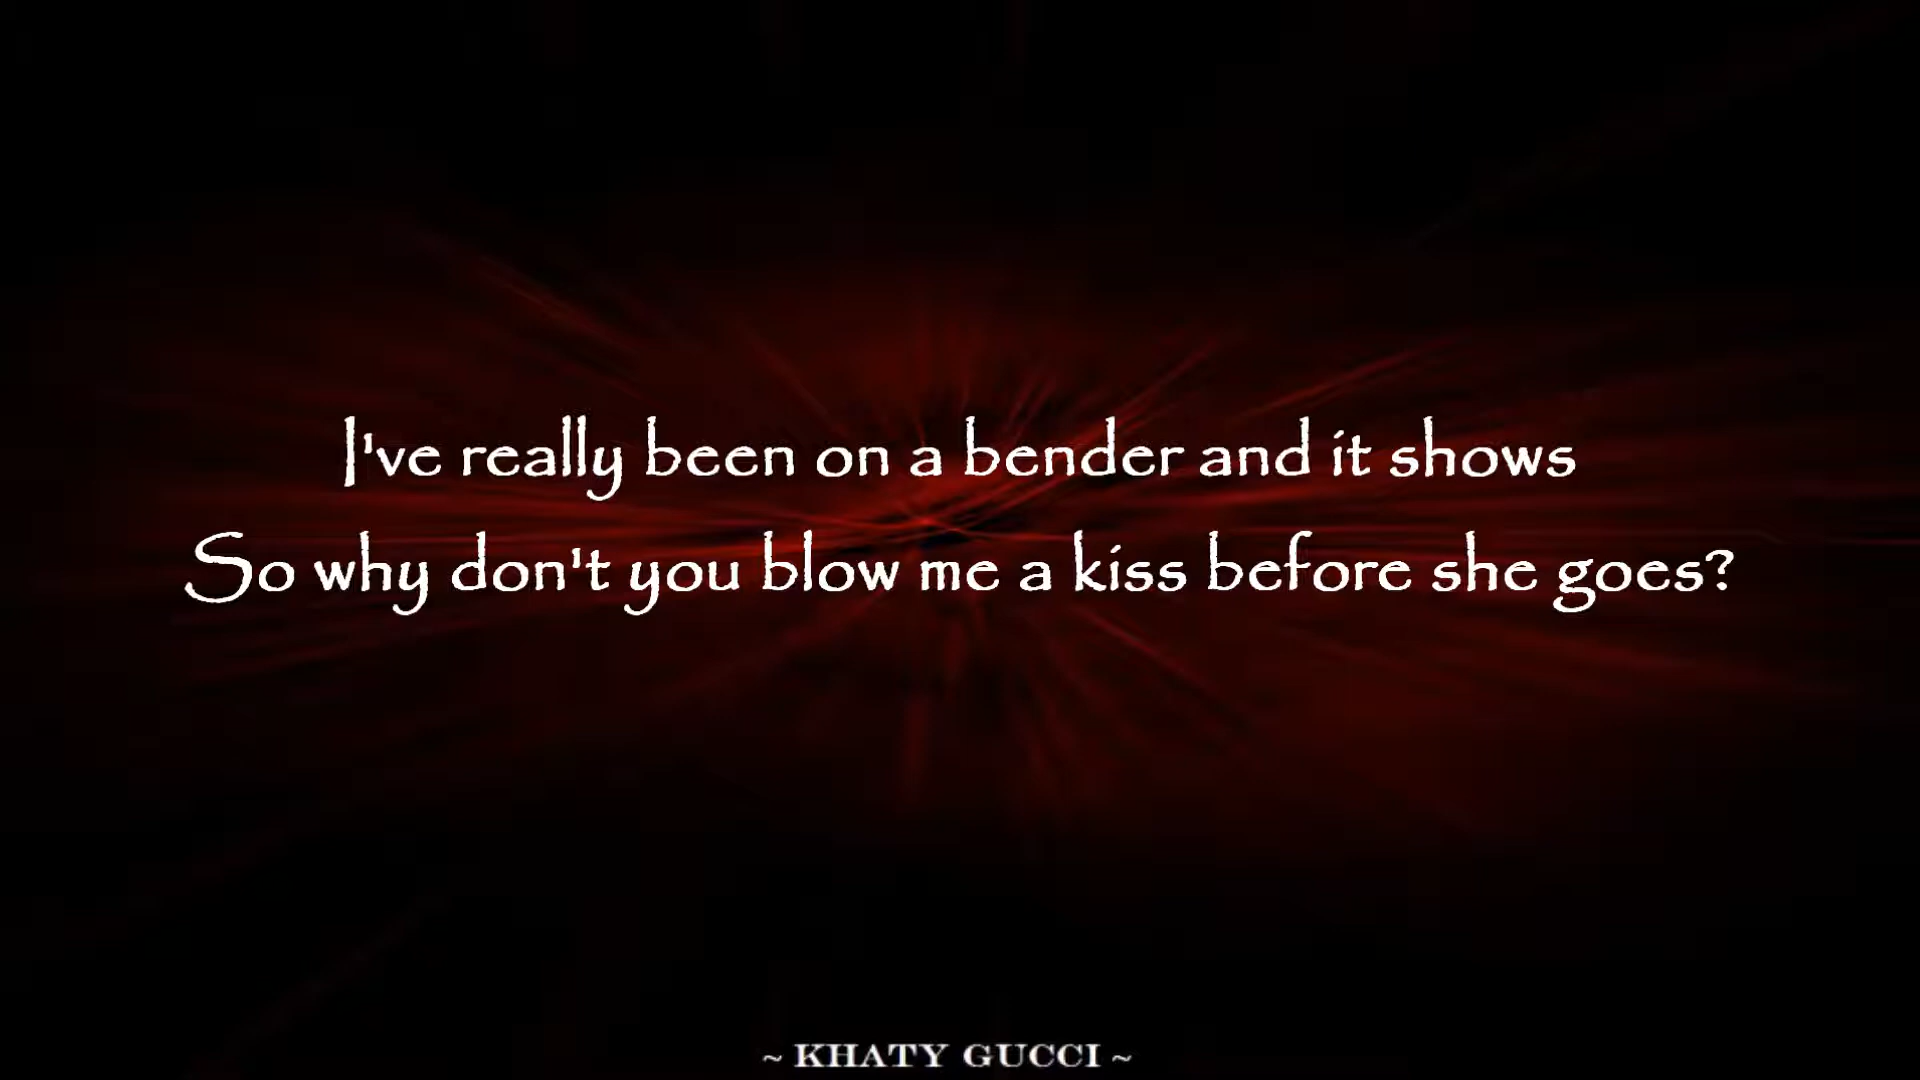 I've really been on a bender and it shows
So why don't you blow me a kiss before she goes?
~ KHATY GUCCI ~